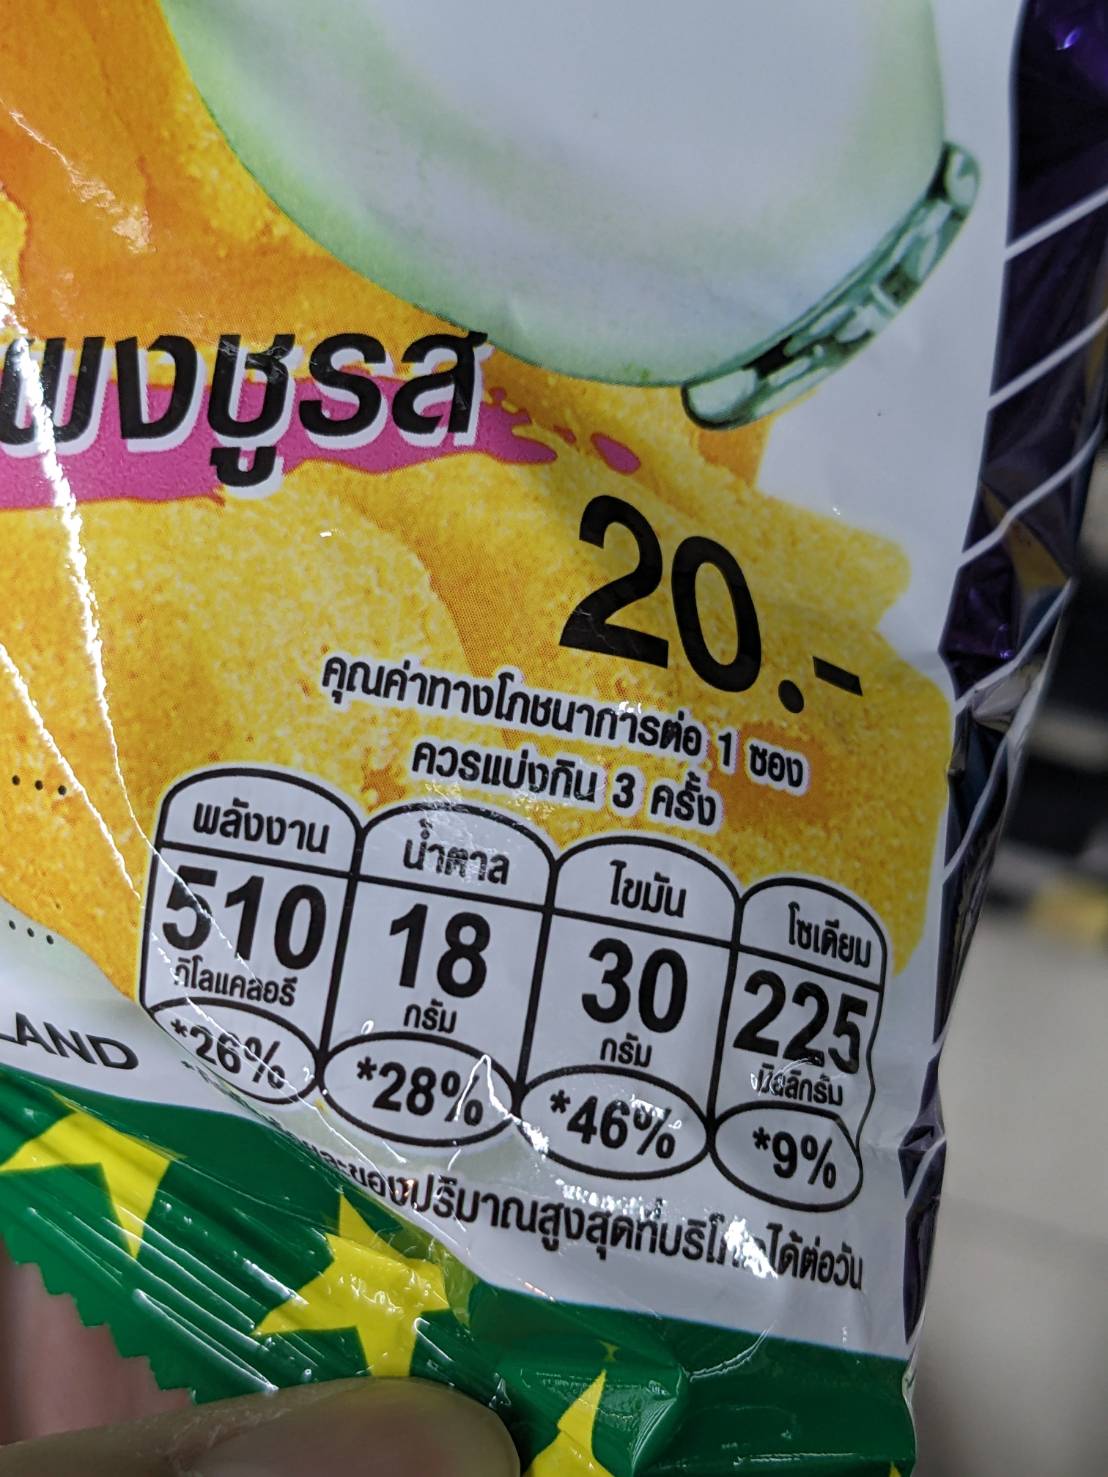 ผงชูรส
20.-
คุณค่าทางโภชนาการต่อ 1 ซอง
ควรแบ่งกิน 3 ครั้ง
พลังงาน
510
กิโลแคลอรี
*26%
น้ำตาล
18
กรัม
*28%
ไขมัน
30
กรัม
*46%
โซเดียม
225
มิลลิกรัม
*9%
LAND
ของปริมาณสูงสุดที่บริโภคได้ต่อวัน